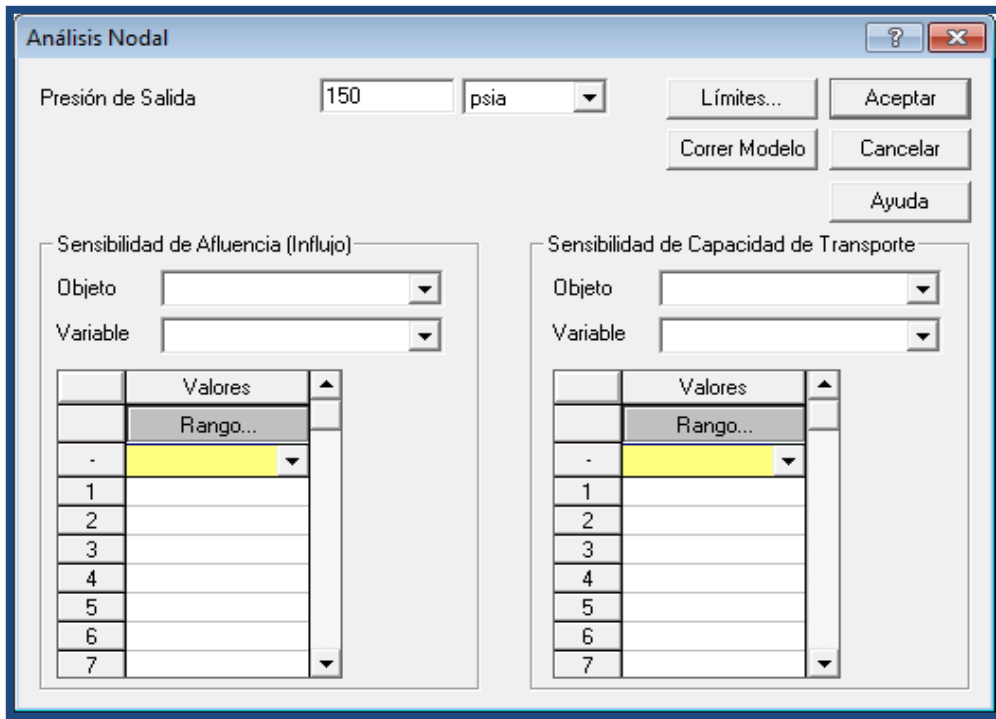 Análisis Nodal
Presión de Salida 150 psia Límites... Aceptar
Correr Modelo Cancelar
Ayuda
Sensibilidad de Afluencia (Influjo)
Objeto
Variable
Valores
Rango...
-
1
2
3
4
5
6
7
Sensibilidad de Capacidad de Transporte
Objeto
Variable
Valores
Rango...
-
1
2
3
4
5
6
7